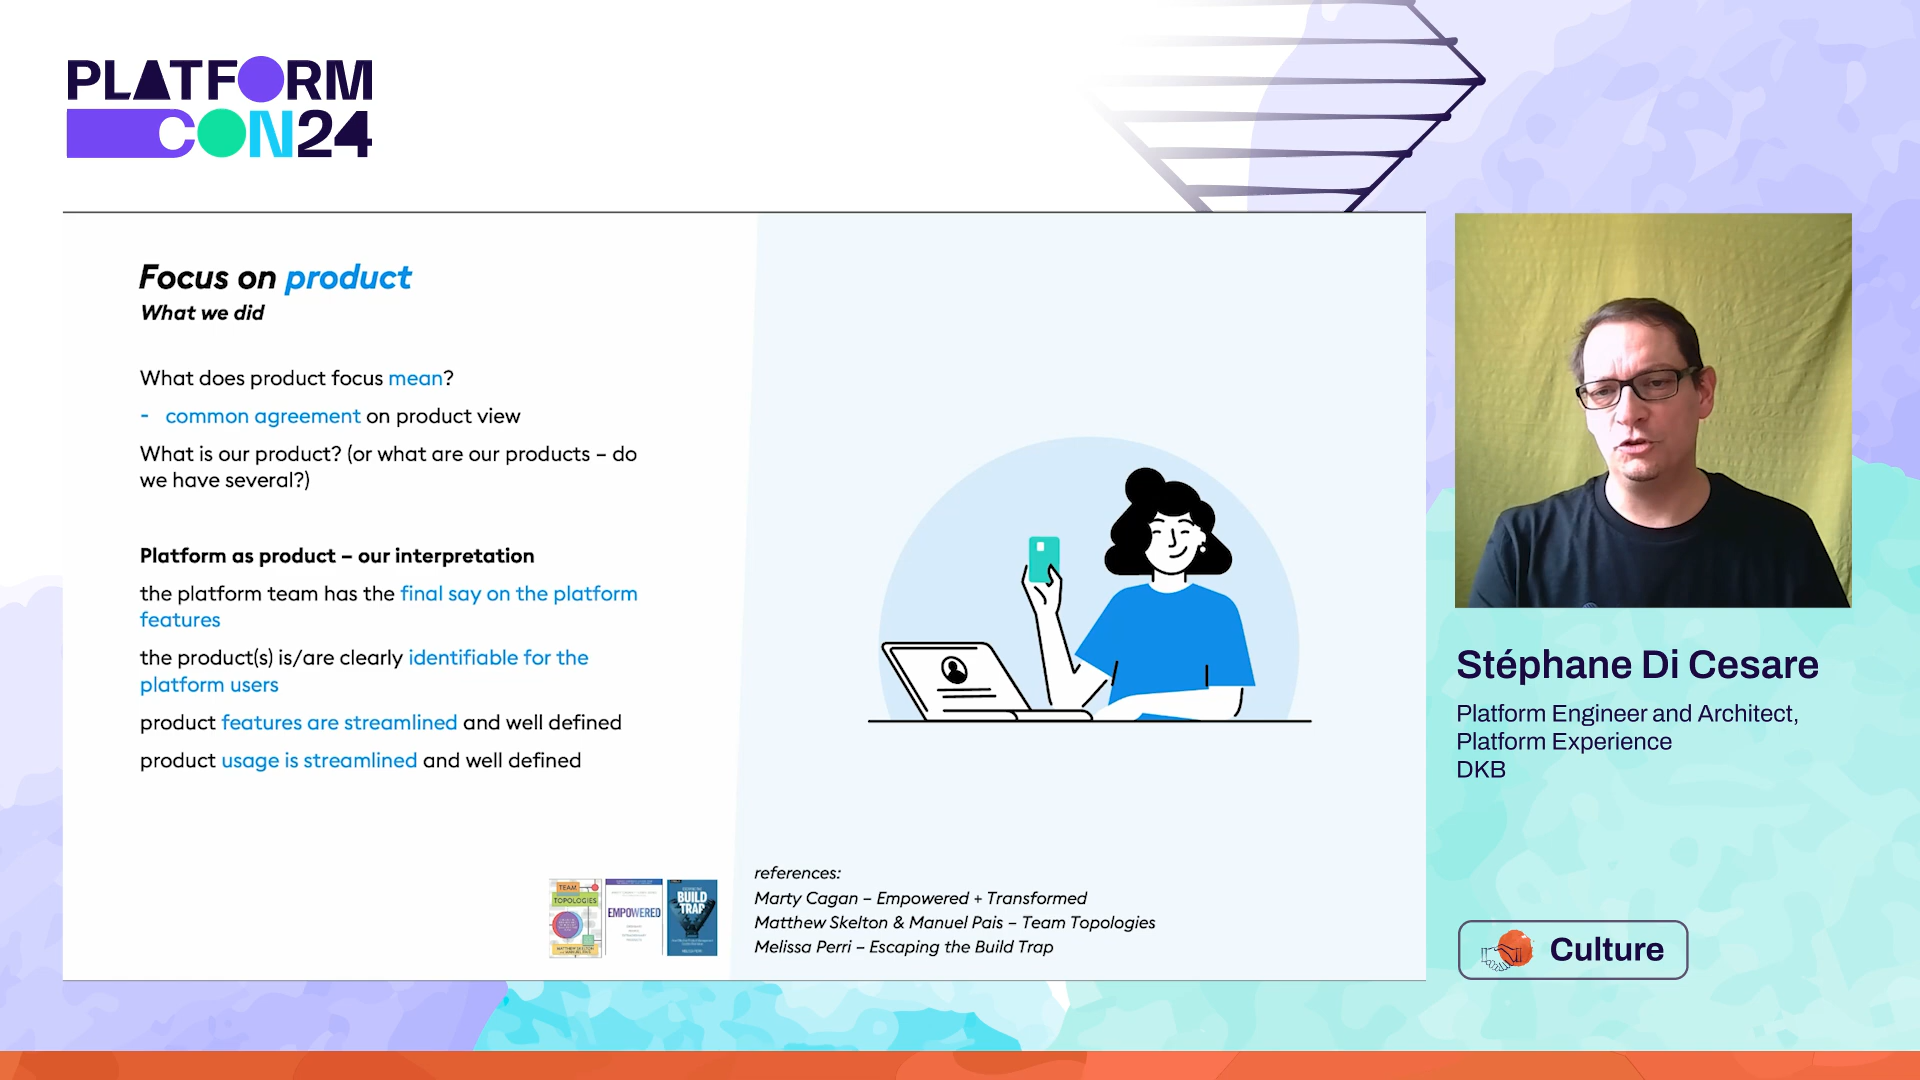 PLATFORM
CON24
Focus on product
What we did
What does product focus mean?
- common agreement on product view
What is our product? (or what are our products – do
we have several?)
Platform as product – our interpretation
the platform team has the final say on the platform
features
the product(s) is/are clearly identifiable for the
platform users
product features are streamlined and well defined
product usage is streamlined and well defined
TEAM
TOPOLOGIES
EMPOWERED
BUILD
TRAP
references:
Marty Cagan – Empowered + Transformed
Matthew Skelton & Manuel Pais – Team Topologies
Melissa Perri – Escaping the Build Trap
Stéphane Di Cesare
Platform Engineer and Architect,
Platform Experience
DKB
Culture